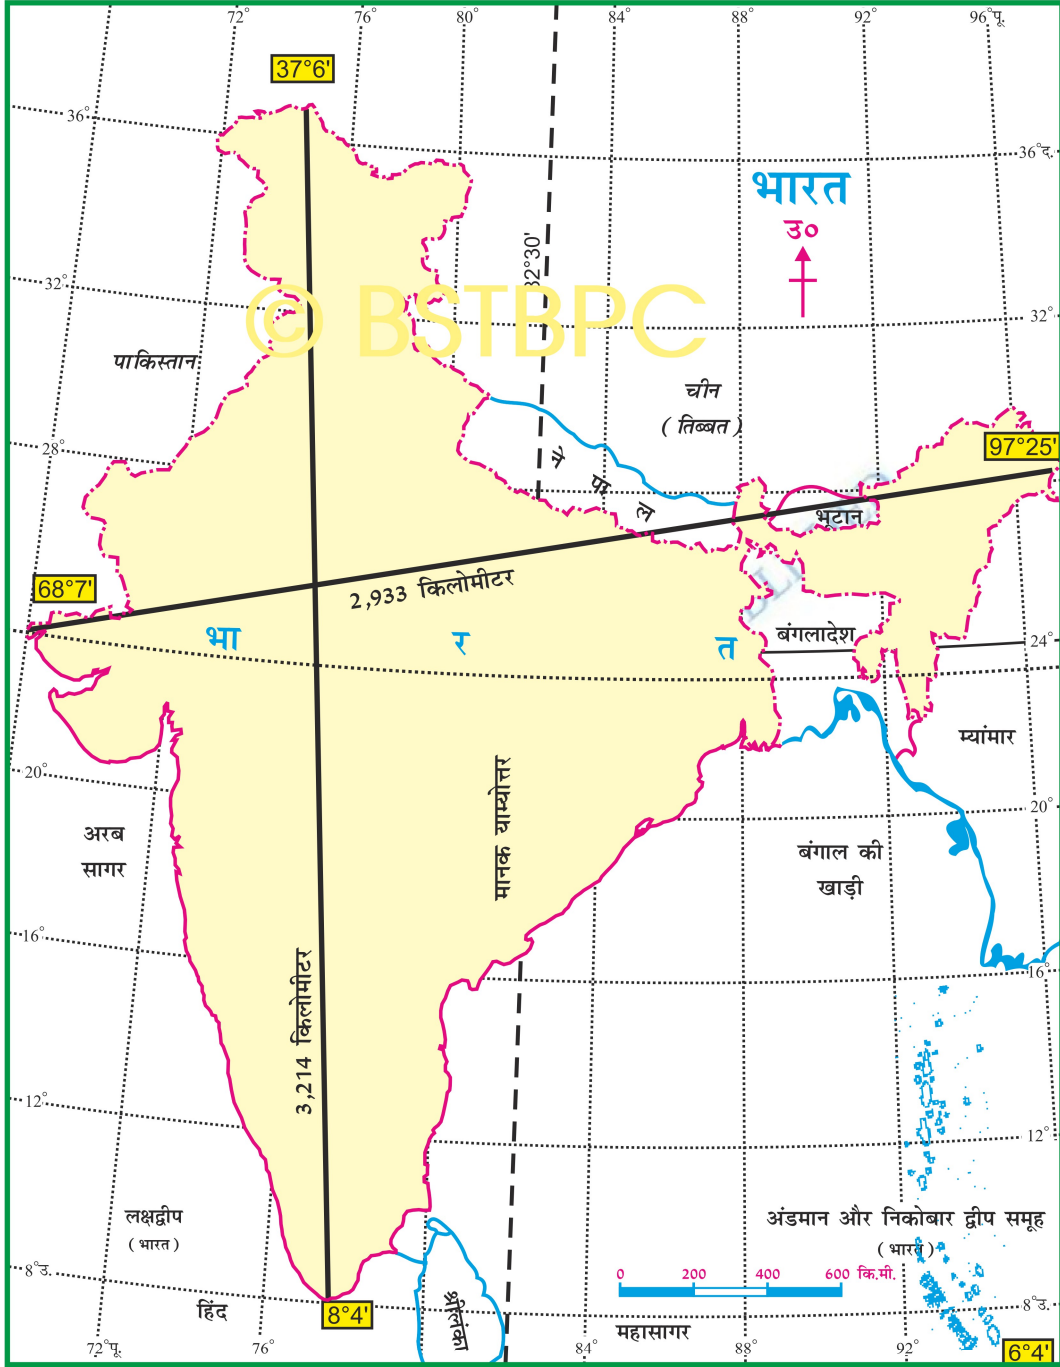 72°
76°
80°
84°
88°
92°
96°पू.
37°6'
36°
36°द.
भारत
उ०
82°30'
32°
32°
© BSTBPC
पाकिस्तान
चीन
( तिब्बत )
28°
97°25'
नेपाल
भूटान
68°7'
2,933 किलोमीटर
भारत
बंगलादेश
24°
म्यांमार
20°
20°
मानक याम्योत्तर
अरब
सागर
बंगाल की
खाड़ी
16°
16°
3,214 किलोमीटर
12°
12°
लक्षद्वीप
( भारत )
अंडमान और निकोबार द्वीप समूह
( भारत )
8°उ.
0 200 400 600 कि.मी.
8°उ.
हिंद
8°4'
श्रीलंका
महासागर
6°4'
72°पू.
76°
84°
88°
92°